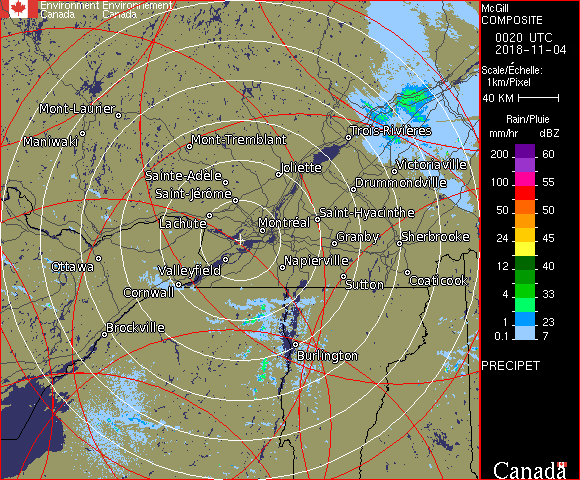 Environment Environnement
Canada Canada
Mont-Laurier
Maniwaki
Mont-Tremblant
Trois-Rivières
Joliette
Victoriaville
Sainte-Adèle
Drummondville
Saint-Jérôme
Lachute
Saint-Hyacinthe
Montréal
Granby
Sherbrooke
Ottawa
Valleyfield
Napierville
Sutton
Coaticook
Cornwall
Brockville
Burlington
McGill
COMPOSITE
0020 UTC
2018-11-04
Scale/Échelle:
1km/Pixel
40 KM
Rain/Pluie
mm/hr dBZ
200 60
100 55
50 50
24 45
12 40
4 33
1 23
0.1 7
PRECIPET
Canada